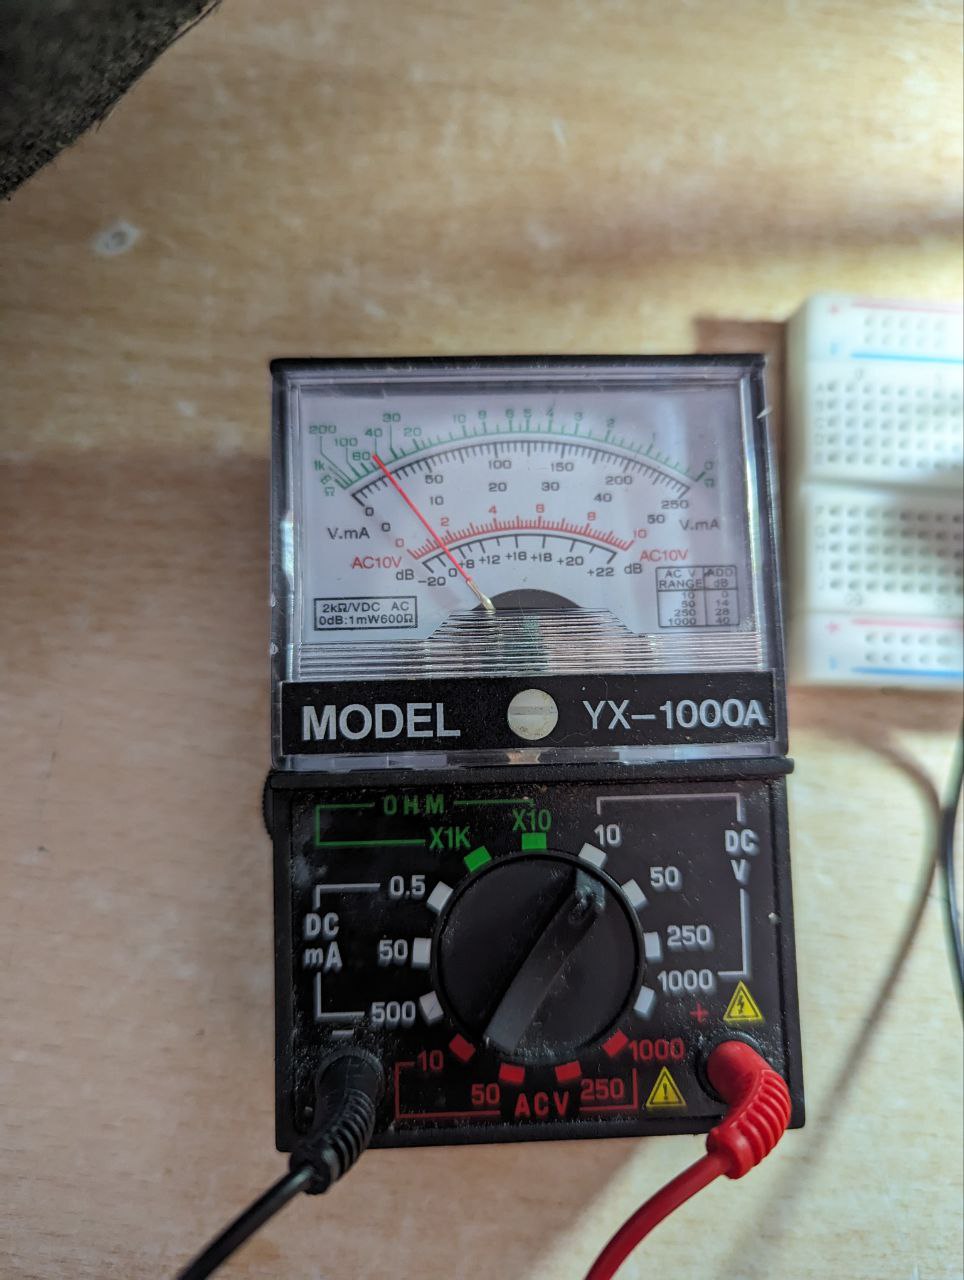 200 100 60 40 30 20 10 8 6 5 4 3 2 1 0
1k Ω Ω
0 50 100 150 200 250
0 10 20 30 40 50
V.mA V.mA
0 2 4 6 8 10
AC10V AC10V
dB -20 0 +8 +12 +16 +18 +20 +22 dB
2kΩ/VDC AC
0dB:1mW600Ω
AC V ADD
RANGE dB
10 0
50 14
250 28
1000 40
MODEL YX-1000A
OHM
X1K X10
10 50 250 1000
DC
V
0.5
50
500
DC
mA
- +
10 50 250 1000
ACV